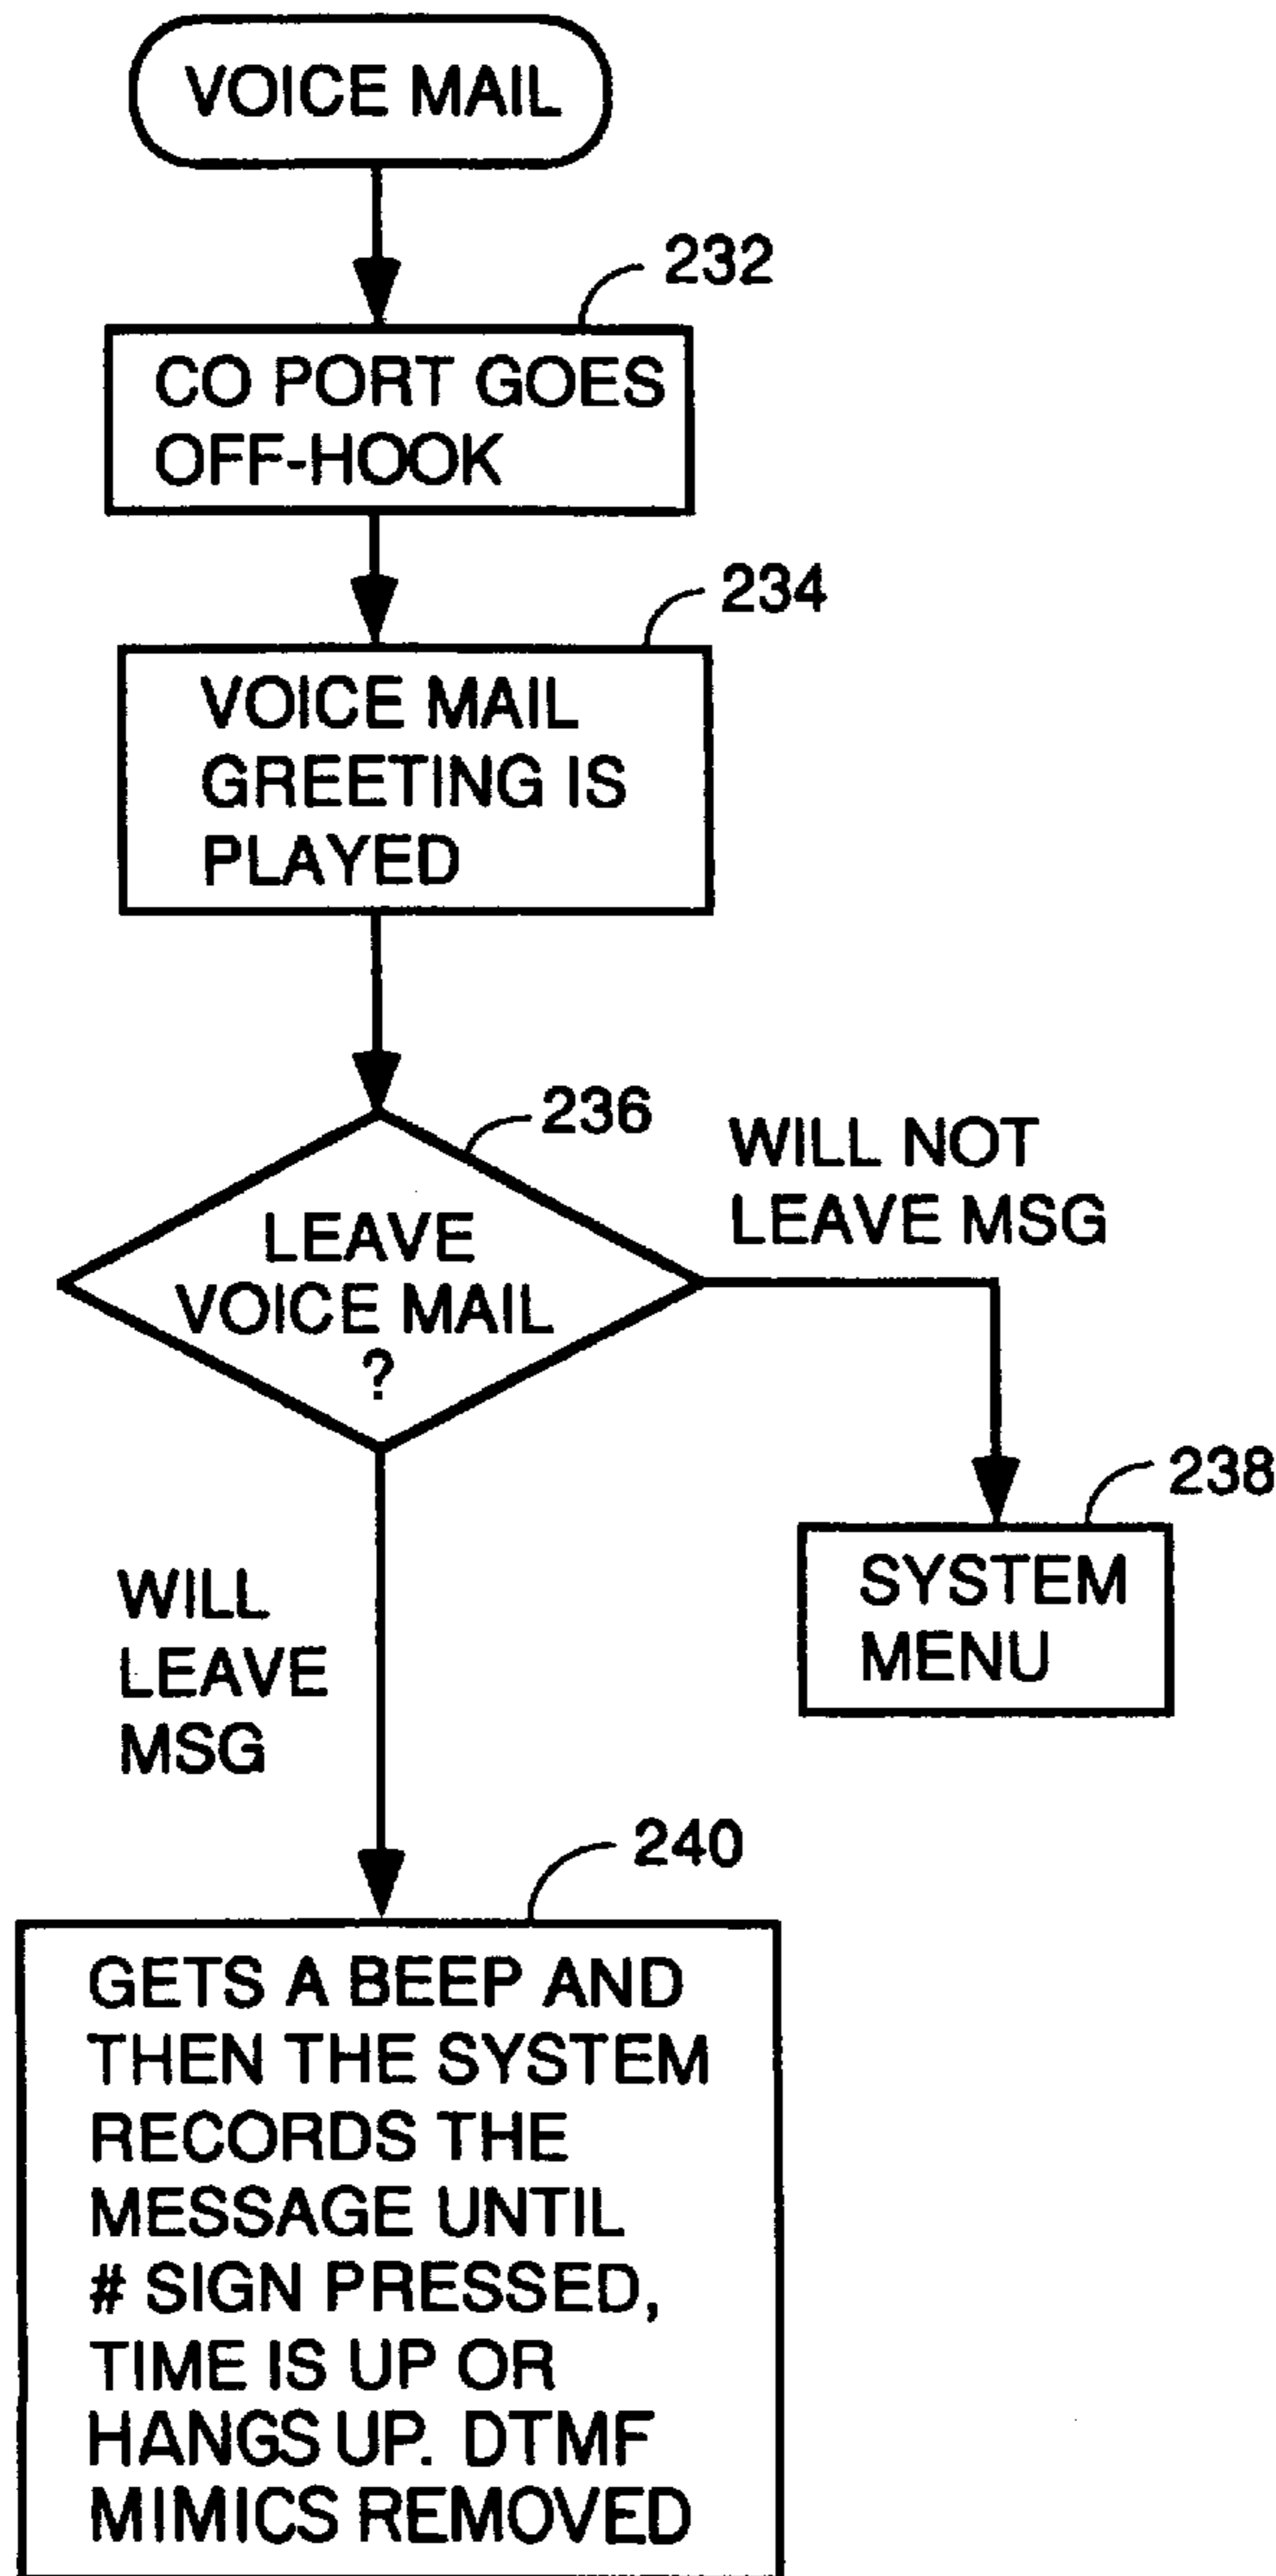 VOICE MAIL
232
CO PORT GOES
OFF-HOOK
234
VOICE MAIL
GREETING IS
PLAYED
236
WILL NOT
LEAVE MSG
LEAVE
VOICE MAIL
?
238
SYSTEM
MENU
WILL
LEAVE
MSG
240
GETS A BEEP AND
THEN THE SYSTEM
RECORDS THE
MESSAGE UNTIL
# SIGN PRESSED,
TIME IS UP OR
HANGS UP. DTMF
MIMICS REMOVED